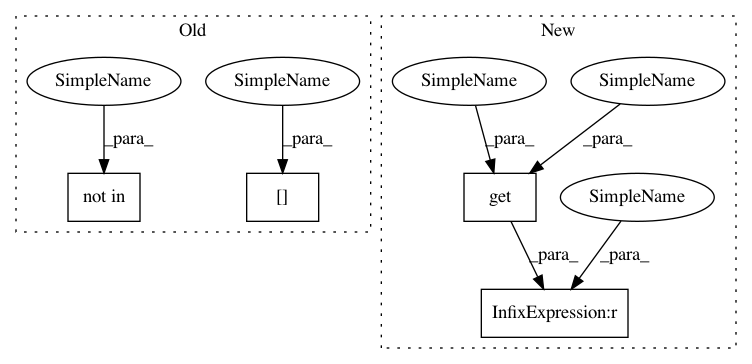 Old
New
SimpleName
SimpleName
SimpleName
SimpleName
_para_
_para_
_para_
_para_
not in
[]
get
SimpleName
_para_
_para_
InfixExpression:r